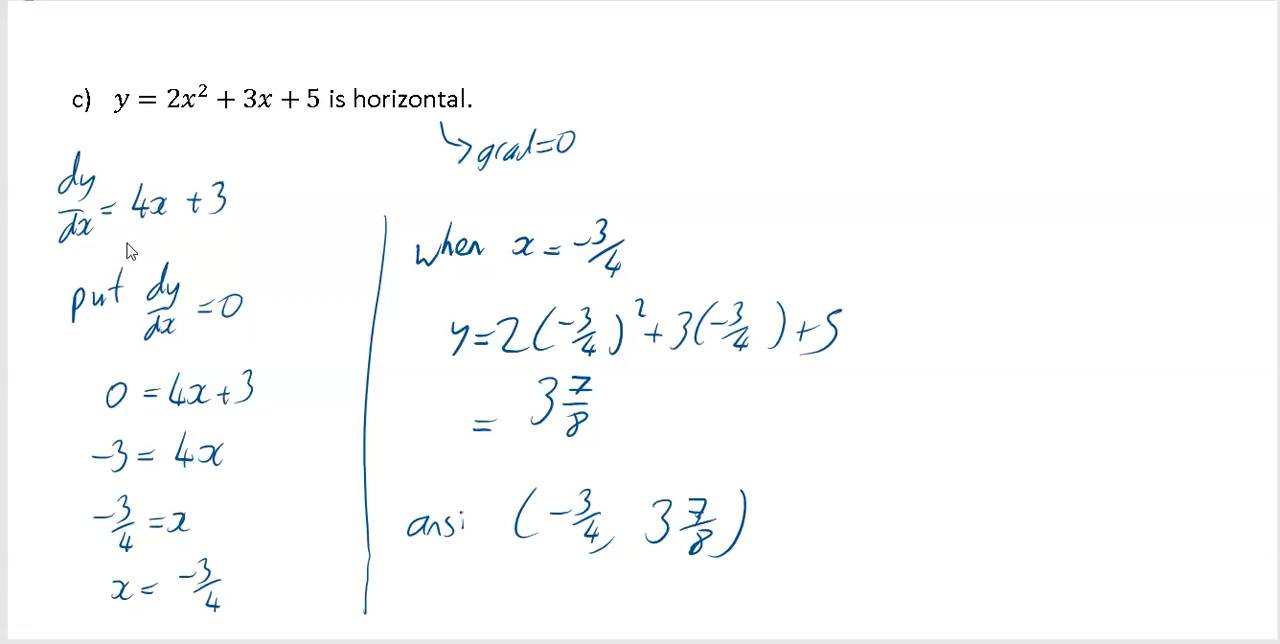 c) y = 2x² + 3x + 5 is horizontal.
↳ grad=0
dy/dx = 4x + 3
put dy/dx = 0
0 = 4x+3
-3 = 4x
-3/4 = x
x = -3/4
when x = -3/4
y = 2(-3/4)² + 3(-3/4) + 5
= 3 7/8
ans: (-3/4, 3 7/8)